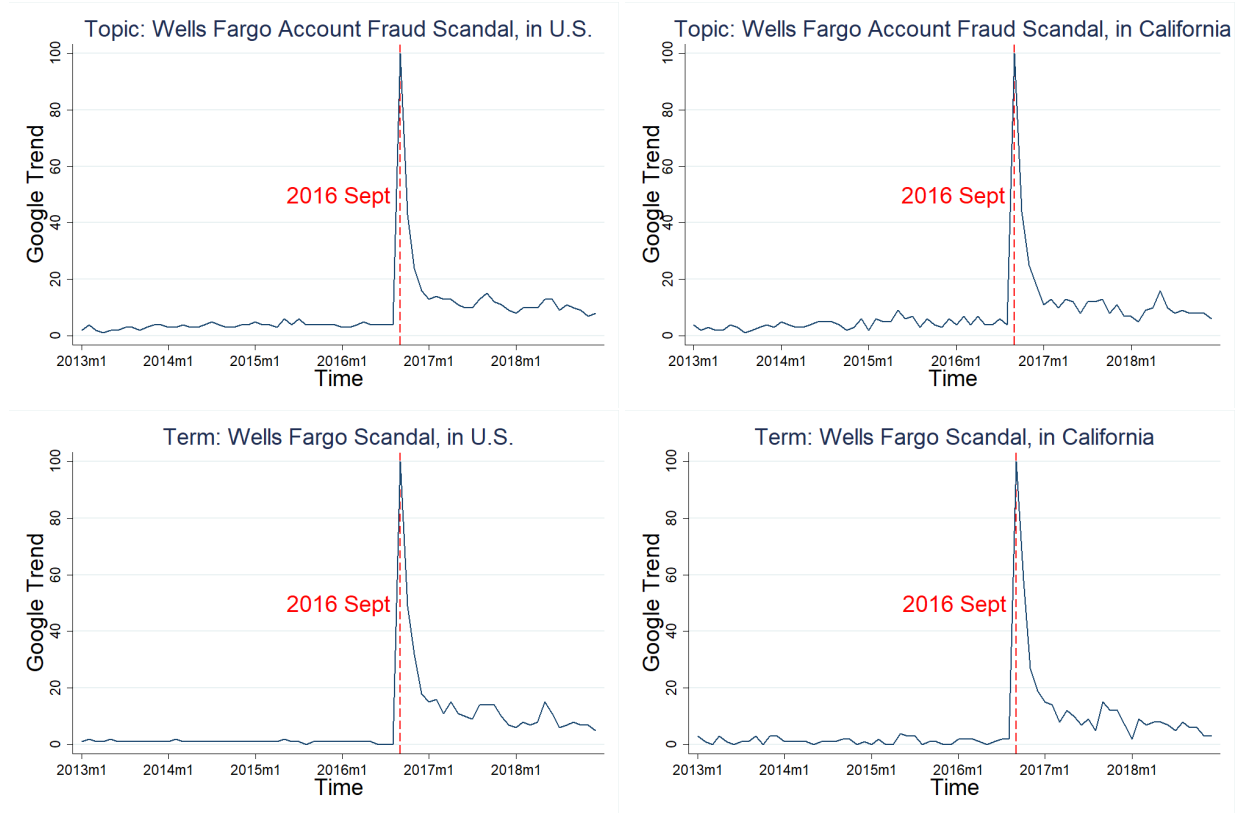 Topic: Wells Fargo Account Fraud Scandal, in U.S.
Google Trend
100
80
60
40
20
0
2016 Sept
2013m1 2014m1 2015m1 2016m1 2017m1 2018m1
Time
Topic: Wells Fargo Account Fraud Scandal, in California
Google Trend
100
80
60
40
20
0
2016 Sept
2013m1 2014m1 2015m1 2016m1 2017m1 2018m1
Time
Term: Wells Fargo Scandal, in U.S.
Google Trend
100
80
60
40
20
0
2016 Sept
2013m1 2014m1 2015m1 2016m1 2017m1 2018m1
Time
Term: Wells Fargo Scandal, in California
Google Trend
100
80
60
40
20
0
2016 Sept
2013m1 2014m1 2015m1 2016m1 2017m1 2018m1
Time